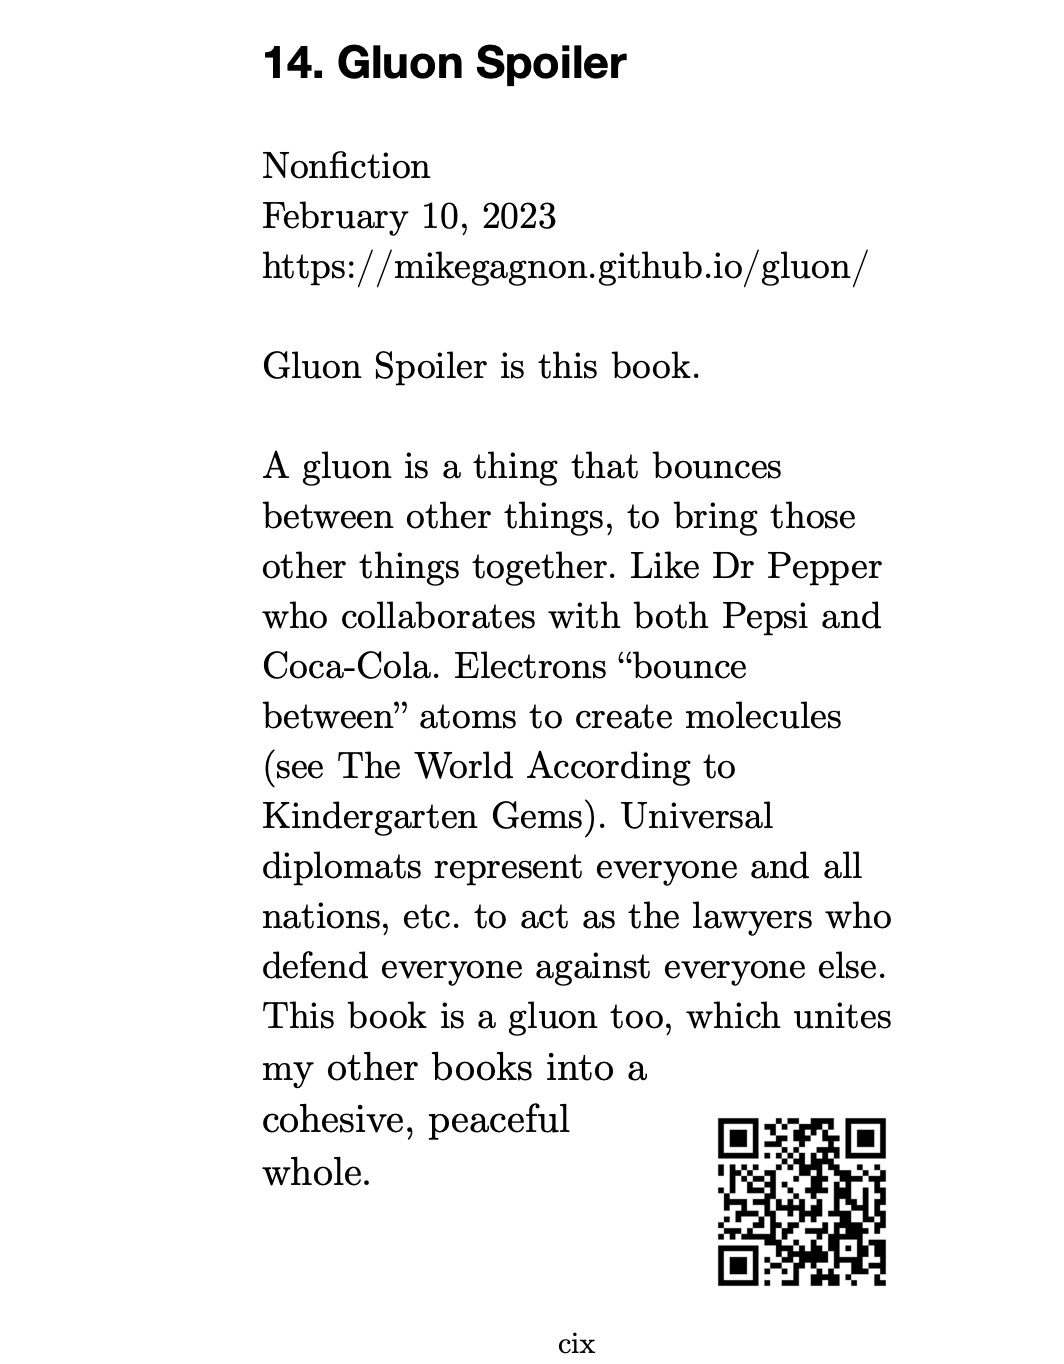 14. Gluon Spoiler
Nonfiction
February 10, 2023
https://mikegagnon.github.io/gluon/
Gluon Spoiler is this book.
A gluon is a thing that bounces
between other things, to bring those
other things together. Like Dr Pepper
who collaborates with both Pepsi and
Coca-Cola. Electrons “bounce
between” atoms to create molecules
(see The World According to
Kindergarten Gems). Universal
diplomats represent everyone and all
nations, etc. to act as the lawyers who
defend everyone against everyone else.
This book is a gluon too, which unites
my other books into a
cohesive, peaceful
whole.
cix